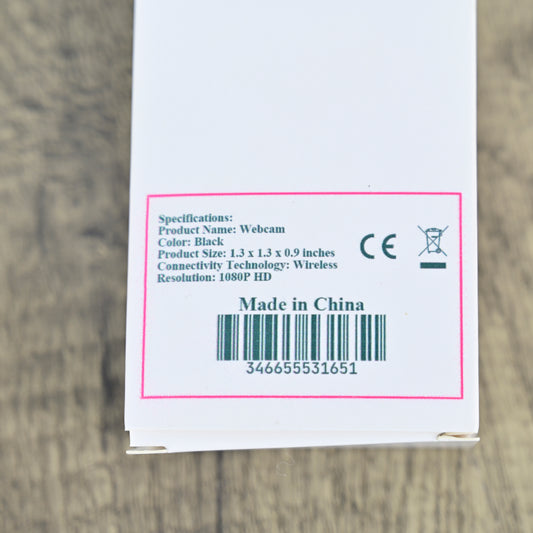 Specifications:
Product Name: Webcam
Color: Black
Product Size: 1.3 x 1.3 x 0.9 inches
Connectivity Technology: Wireless
Resolution: 1080P HD
CE
Made in China
346655531651